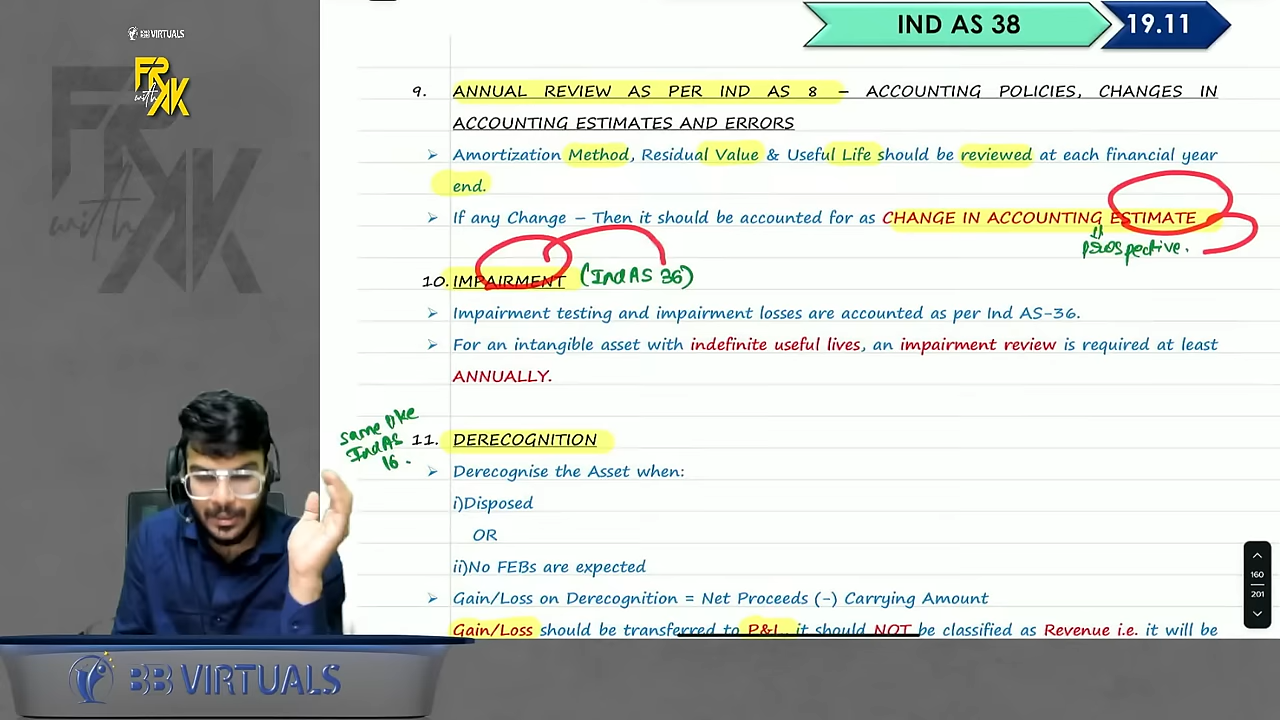 BB VIRTUALS
FR
with
AK
IND AS 38
19.11
9. ANNUAL REVIEW AS PER IND AS 8 – ACCOUNTING POLICIES, CHANGES IN
ACCOUNTING ESTIMATES AND ERRORS
➢ Amortization Method, Residual Value & Useful Life should be reviewed at each financial year
end.
➢ If any Change – Then it should be accounted for as CHANGE IN ACCOUNTING ESTIMATE
prospective.
10. IMPAIRMENT (Ind AS 36)
➢ Impairment testing and impairment losses are accounted as per Ind AS-36.
➢ For an intangible asset with indefinite useful lives, an impairment review is required at least
ANNUALLY.
same like
Ind AS
16.
11. DERECOGNITION
➢ Derecognise the Asset when:
i)Disposed
OR
ii)No FEBs are expected
➢ Gain/Loss on Derecognition = Net Proceeds (-) Carrying Amount
Gain/Loss should be transferred to P&L, it should NOT be classified as Revenue i.e. it will be
160
201
BB VIRTUALS